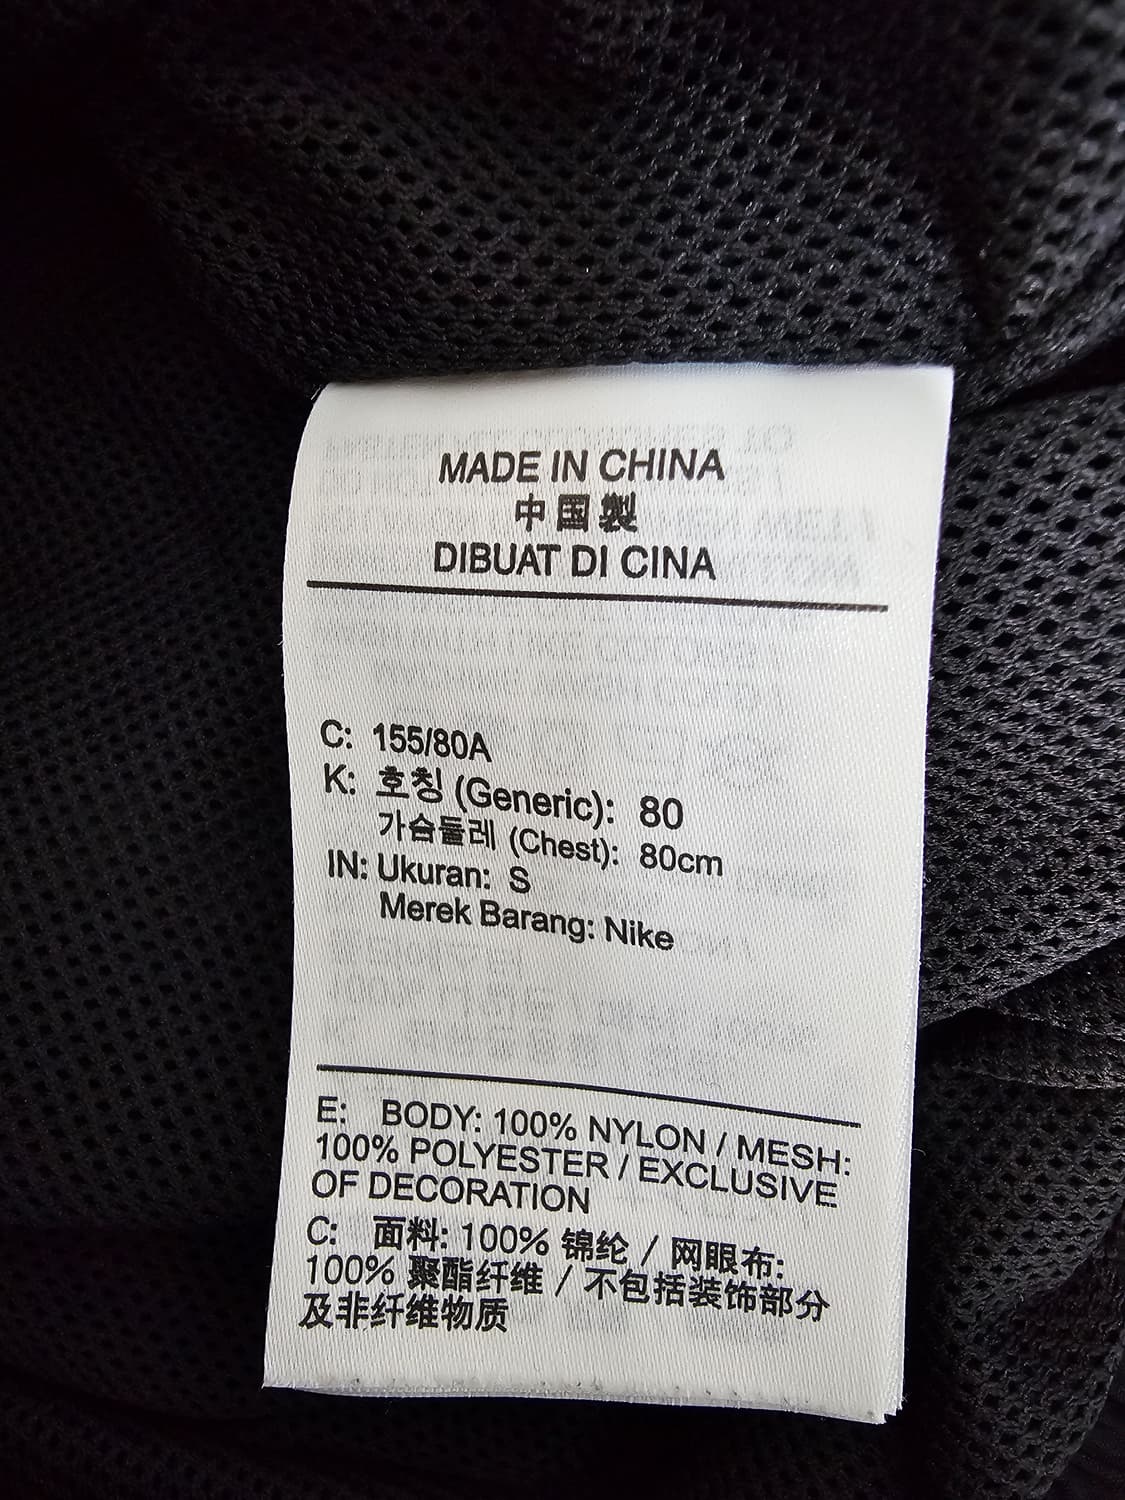 MADE IN CHINA
中国製
DIBUAT DI CINA
C: 155/80A
K: 호칭 (Generic): 80
가슴둘레 (Chest): 80cm
IN: Ukuran: S
Merek Barang: Nike
E: BODY: 100% NYLON / MESH:
100% POLYESTER / EXCLUSIVE
OF DECORATION
C: 面料: 100% 锦纶 / 网眼布:
100% 聚酯纤维 / 不包括装饰部分
及非纤维物质